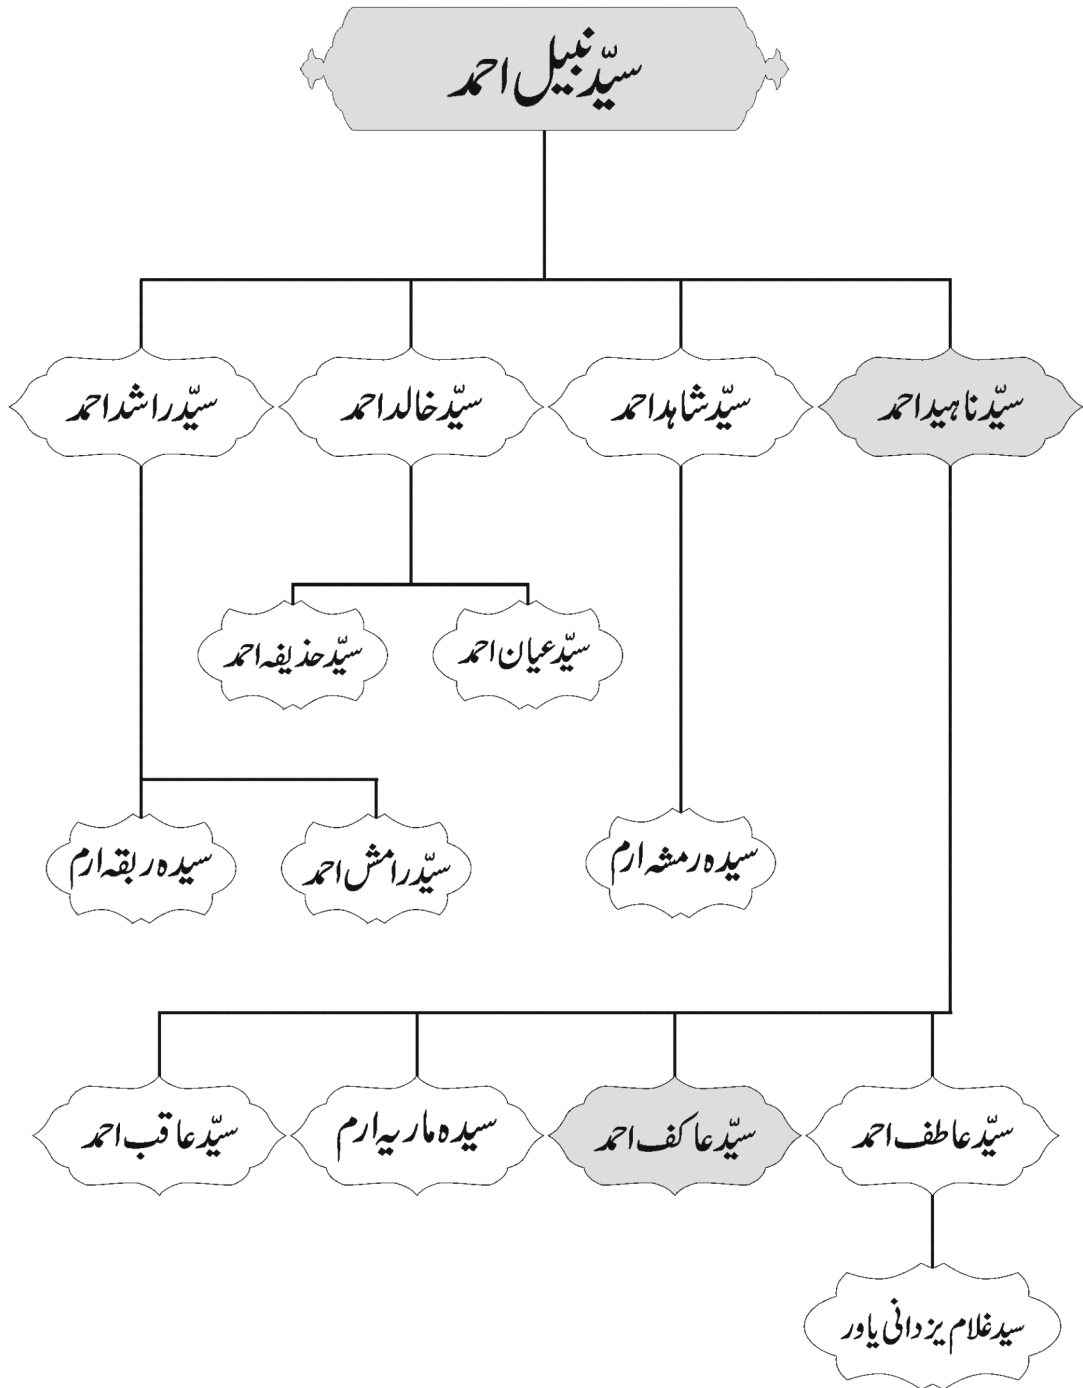 سیّد نبیل احمد
سیّد ناہید احمد
سیّد شاہد احمد
سیّد خالد احمد
سیّد راشد احمد
سیّد عیان احمد
سیّد حذیفہ احمد
سیدہ رمشہ ارم
سیّد رامش احمد
سیدہ ربقہ ارم
سیّد عاطف احمد
سیّد عاکف احمد
سیدہ ماریہ ارم
سیّد عاقب احمد
سید غلام یزدانی یاور